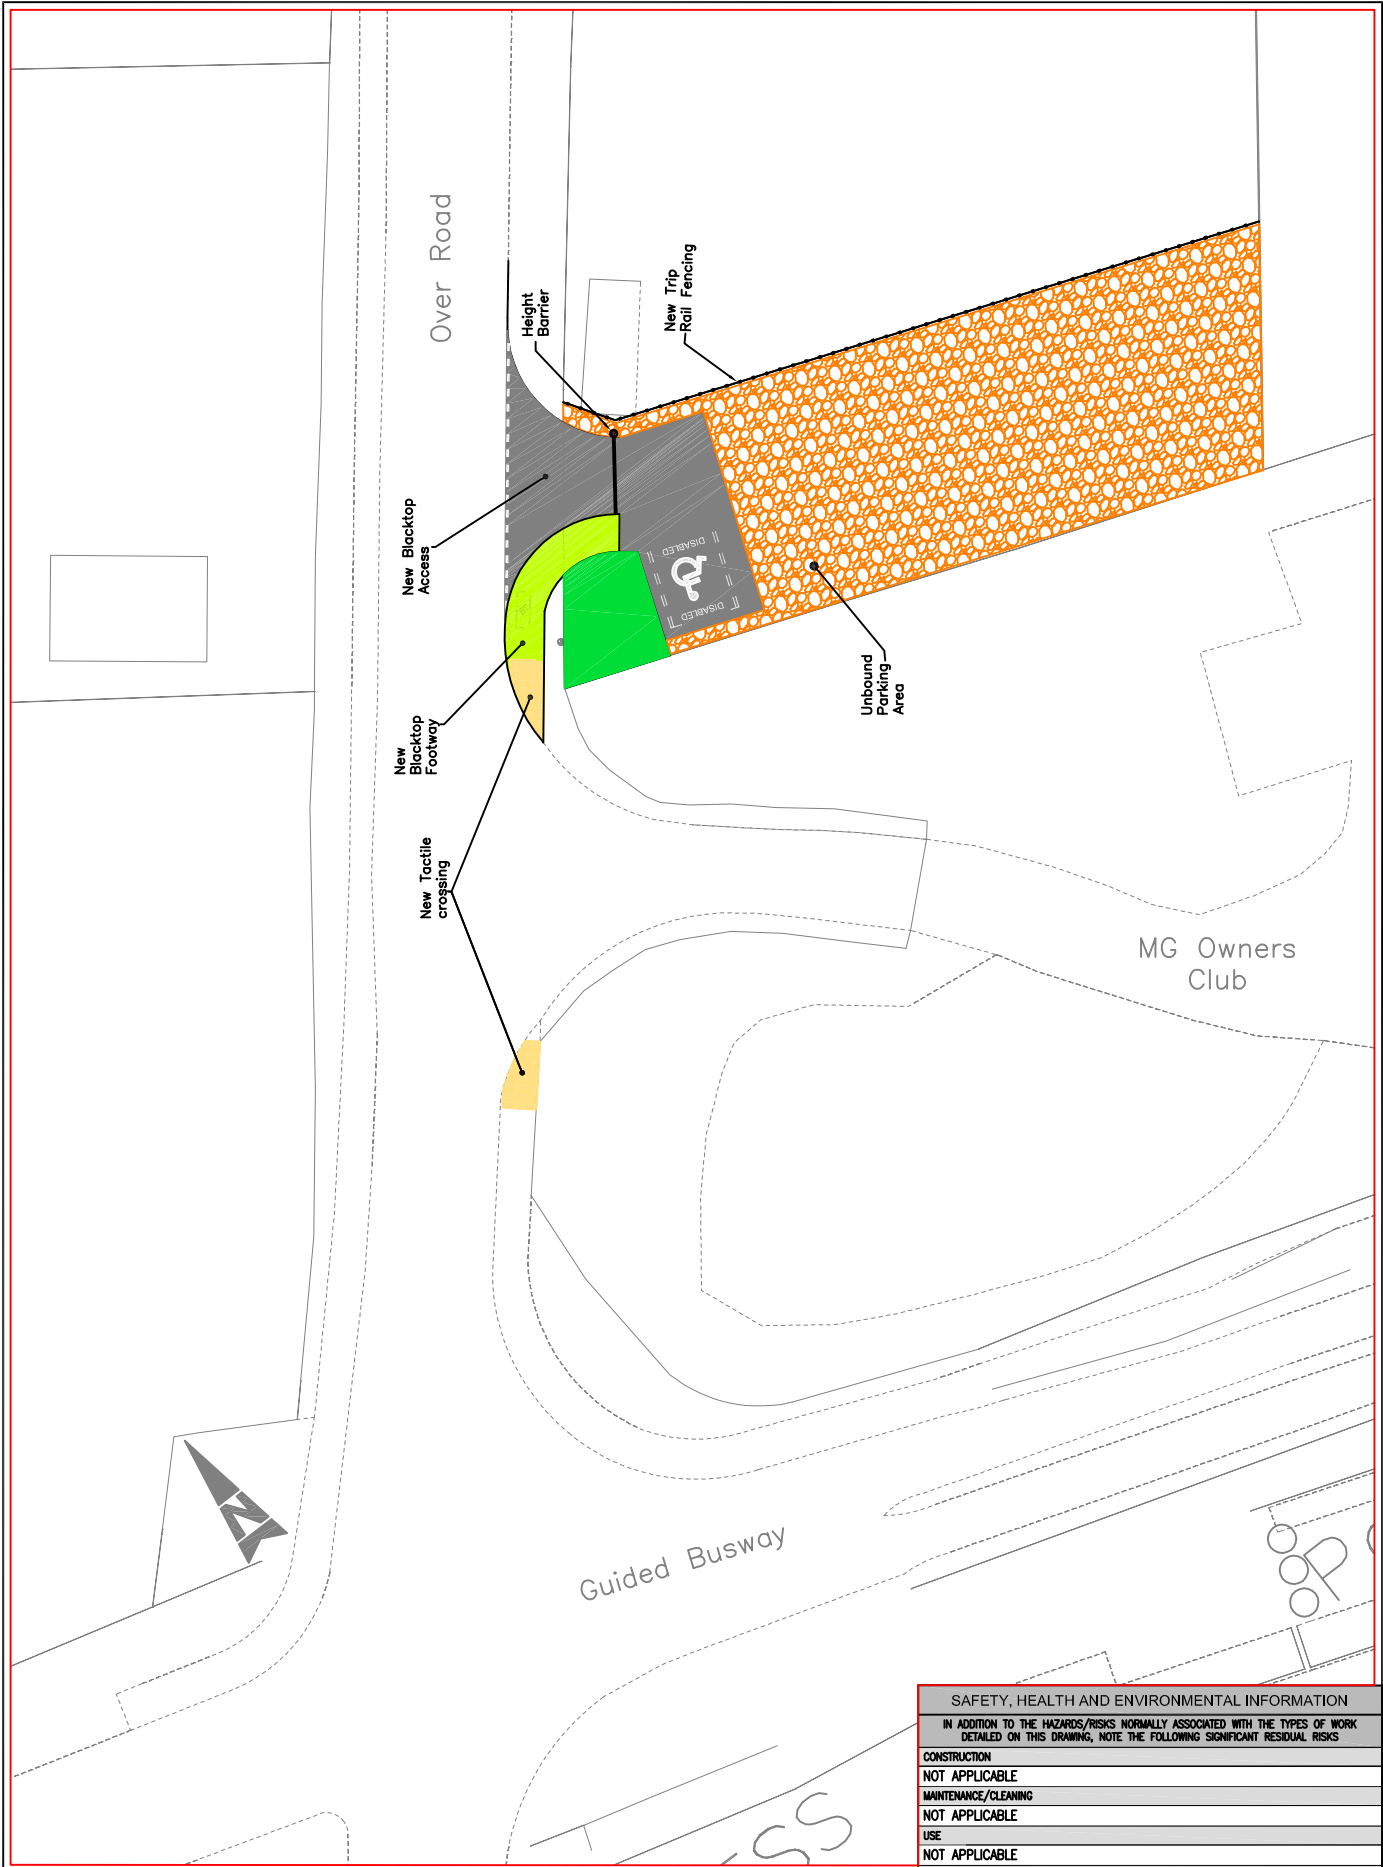 Over Road
Height
Barrier
New Trip
Rail Fencing
New Blacktop
Access
DISABLED
DISABLED
New
Blacktop
Footway
Unbound
Parking
Area
New Tactile
crossing
MG Owners
Club
N
Guided Busway
SS
SAFETY, HEALTH AND ENVIRONMENTAL INFORMATION
IN ADDITION TO THE HAZARDS/RISKS NORMALLY ASSOCIATED WITH THE TYPES OF WORK
DETAILED ON THIS DRAWING, NOTE THE FOLLOWING SIGNIFICANT RESIDUAL RISKS
CONSTRUCTION
NOT APPLICABLE
MAINTENANCE/CLEANING
NOT APPLICABLE
USE
NOT APPLICABLE